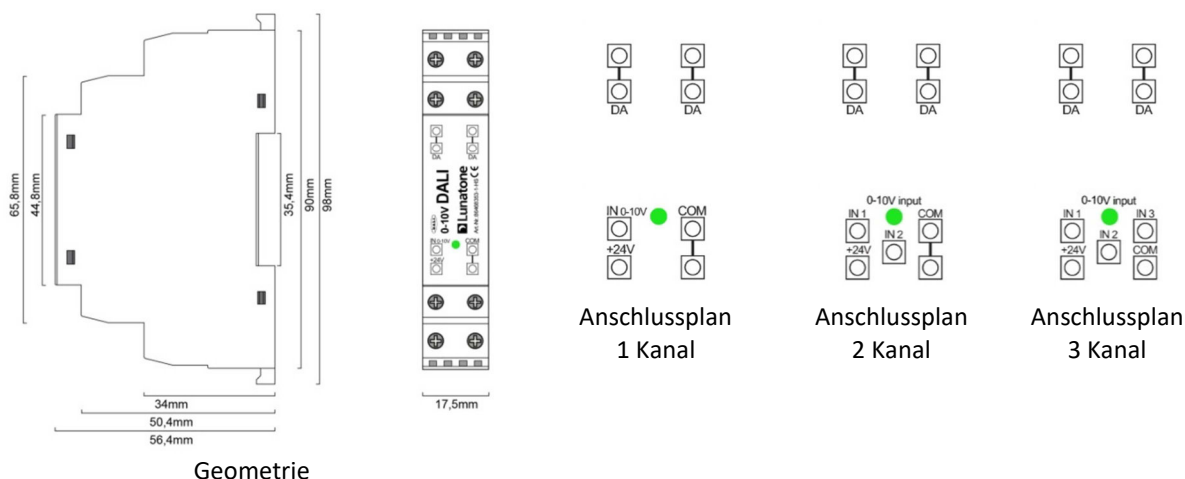 65,8mm
44,8mm
35,4mm
90mm
98mm
34mm
50,4mm
56,4mm
Geometrie
DA DA
0-10V DALI
Lunatone CE
IN 0-10V COM
+24V
17,5mm
DA DA
IN 0-10V COM
+24V
Anschlussplan
1 Kanal
DA DA
0-10V input
IN 1 COM
IN 2
+24V
Anschlussplan
2 Kanal
DA DA
0-10V input
IN 1 IN 3
IN 2
+24V COM
Anschlussplan
3 Kanal